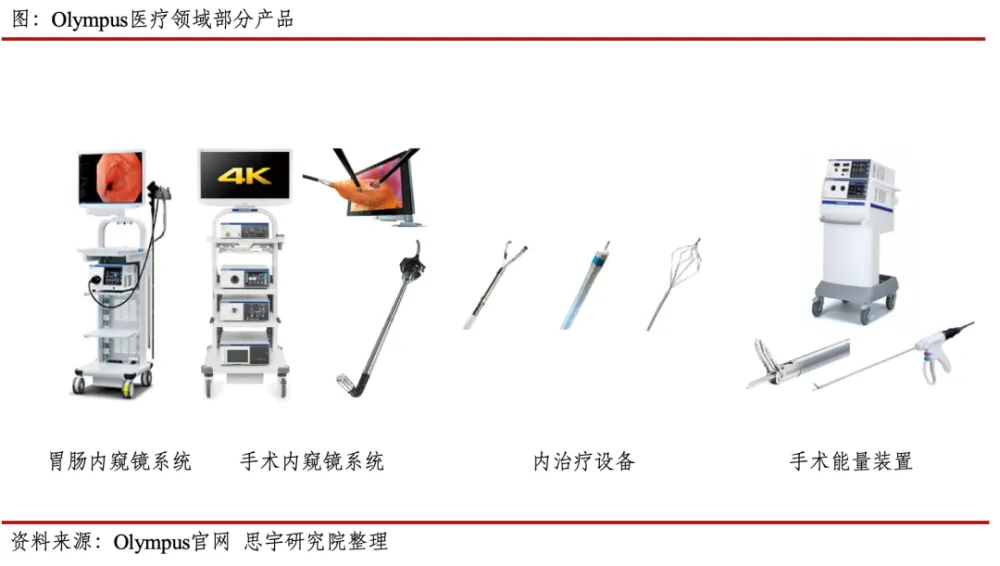 图：Olympus医疗领域部分产品
4K
胃肠内窥镜系统
手术内窥镜系统
内治疗设备
手术能量装置
资料来源：Olympus官网 思宇研究院整理